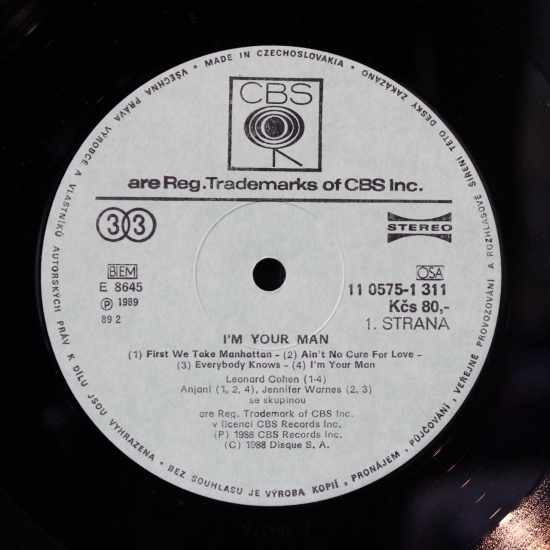 VŠECHNA PRÁVA VÝROBCE A VLASTNÍKŮ AUTORSKÝCH PRÁV K DÍLU JSOU VYHRAZENA • BEZ SOUHLASU JE VÝROBA KOPIÍ, PRONÁJEM, PŮJČOVÁNÍ, VEŘEJNÉ PROVOZOVÁNÍ A ROZHLASOVÉ ŠÍŘENÍ TÉTO DESKY ZAKÁZÁNO • MADE IN CZECHOSLOVAKIA •
CBS
are Reg. Trademarks of CBS Inc.
33
STEREO
BIEM
OSA
E 8645
11 0575-1 311
Ⓟ 1989
Kčs 80,-
89 2
1. STRANA
I'M YOUR MAN
(1) First We Take Manhattan – (2) Ain't No Cure For Love –
(3) Everybody Knows – (4) I'm Your Man
Leonard Cohen (1-4)
Anjani (1, 2, 4), Jennifer Warnes (2, 3)
se skupinou
are Reg. Trademark of CBS Inc.
v licenci CBS Records Inc.
(P) 1988 CBS Records Inc.
(C) 1988 Disque S. A.